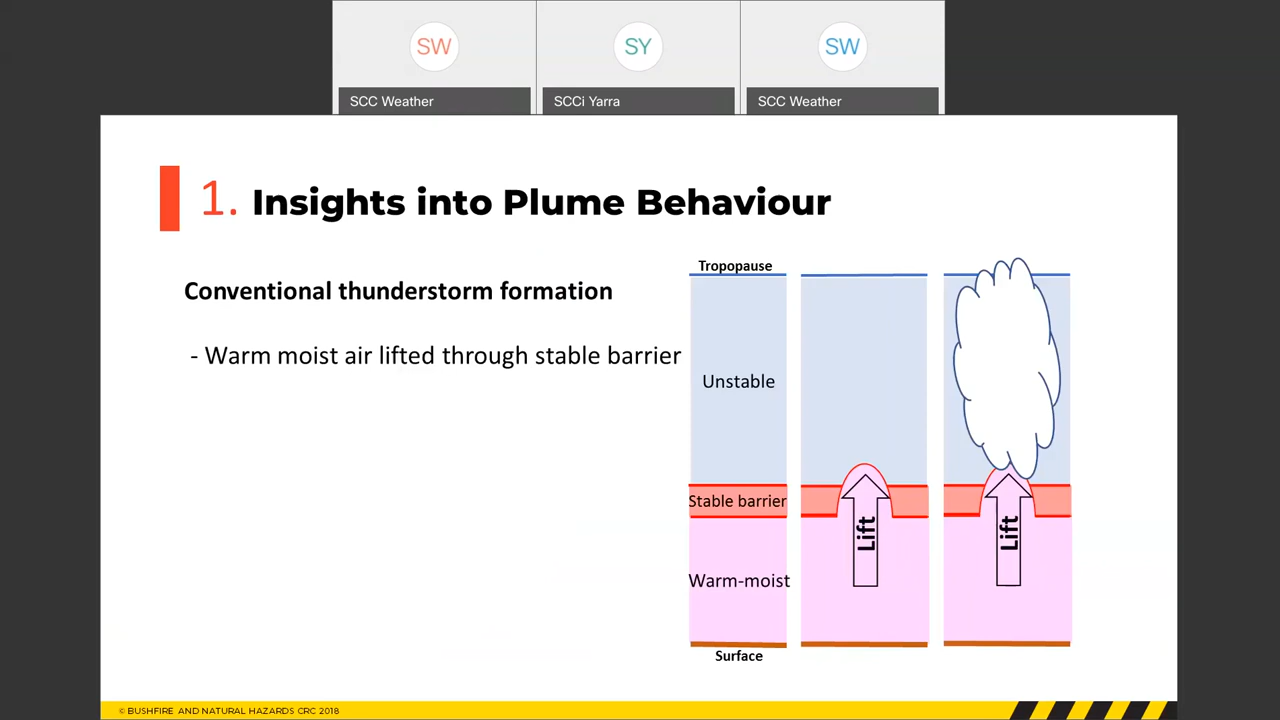 SW
SY
SW
SCC Weather
SCCi Yarra
SCC Weather
1. Insights into Plume Behaviour
Tropopause
Conventional thunderstorm formation
- Warm moist air lifted through stable barrier
Unstable
Stable barrier
Lift
Lift
Warm-moist
Surface
© BUSHFIRE AND NATURAL HAZARDS CRC 2018